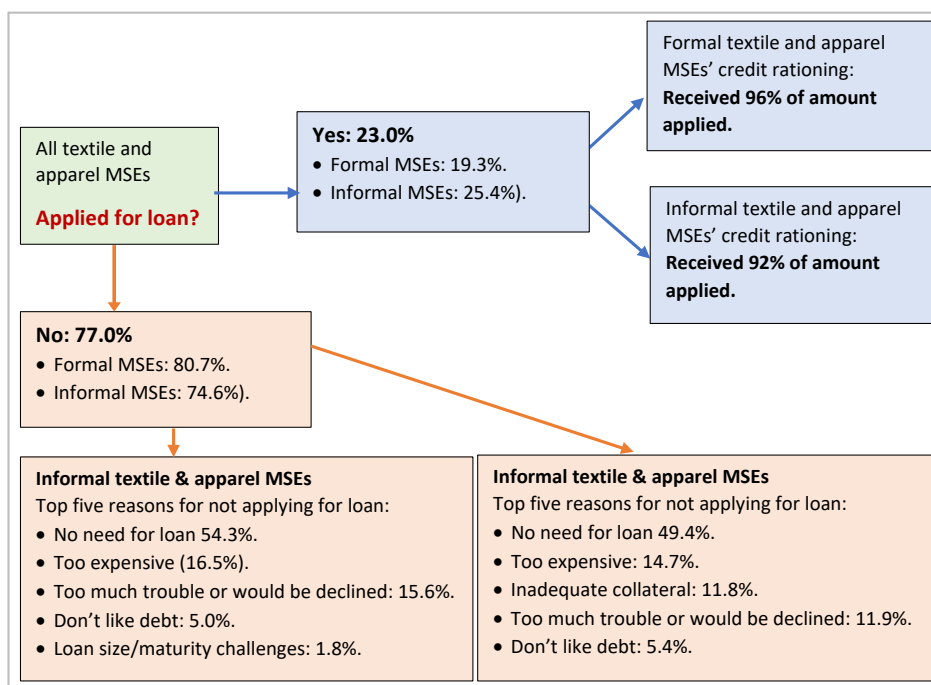 All textile and
apparel MSEs
Applied for loan?
Yes: 23.0%
• Formal MSEs: 19.3%.
• Informal MSEs: 25.4%).
Formal textile and apparel
MSEs’ credit rationing:
Received 96% of amount
applied.
Informal textile and apparel
MSEs’ credit rationing:
Received 92% of amount
applied.
No: 77.0%
• Formal MSEs: 80.7%.
• Informal MSEs: 74.6%).
Informal textile & apparel MSEs
Top five reasons for not applying for loan:
• No need for loan 54.3%.
• Too expensive (16.5%).
• Too much trouble or would be declined: 15.6%.
• Don’t like debt: 5.0%.
• Loan size/maturity challenges: 1.8%.
Informal textile & apparel MSEs
Top five reasons for not applying for loan:
• No need for loan 49.4%.
• Too expensive: 14.7%.
• Inadequate collateral: 11.8%.
• Too much trouble or would be declined: 11.9%.
• Don’t like debt: 5.4%.